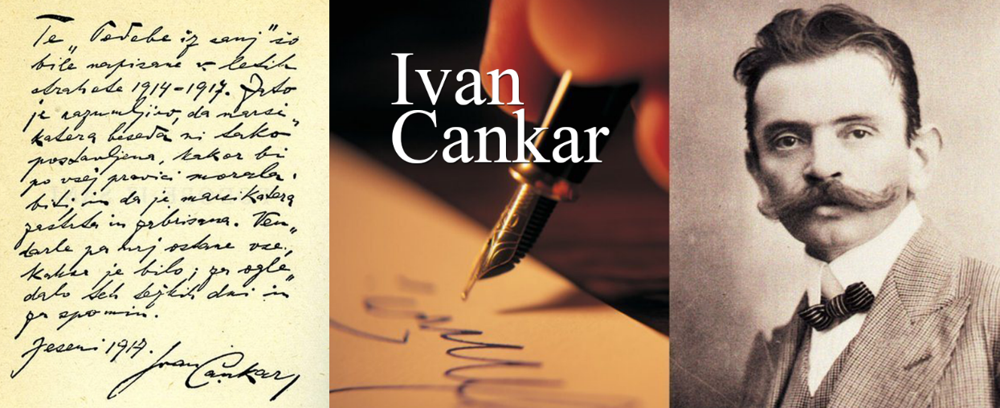 Te „Podobe iz sanj" so
bile napisane v letih
strahote 1914-1917. Zato
je razumljivo, da marsi„
katera beseda ni tako
postavljena, kakor bi
po vsej pravici morala
biti, in da je marsikatera
zastrta in zabrisana. Ven„
darle pa naj ostane vse,
kakor je bilo; za ogle„
dalo teh težkih dni in
za spomin.
Jeseni 1917.
Ivan Cankar
Ivan
Cankar